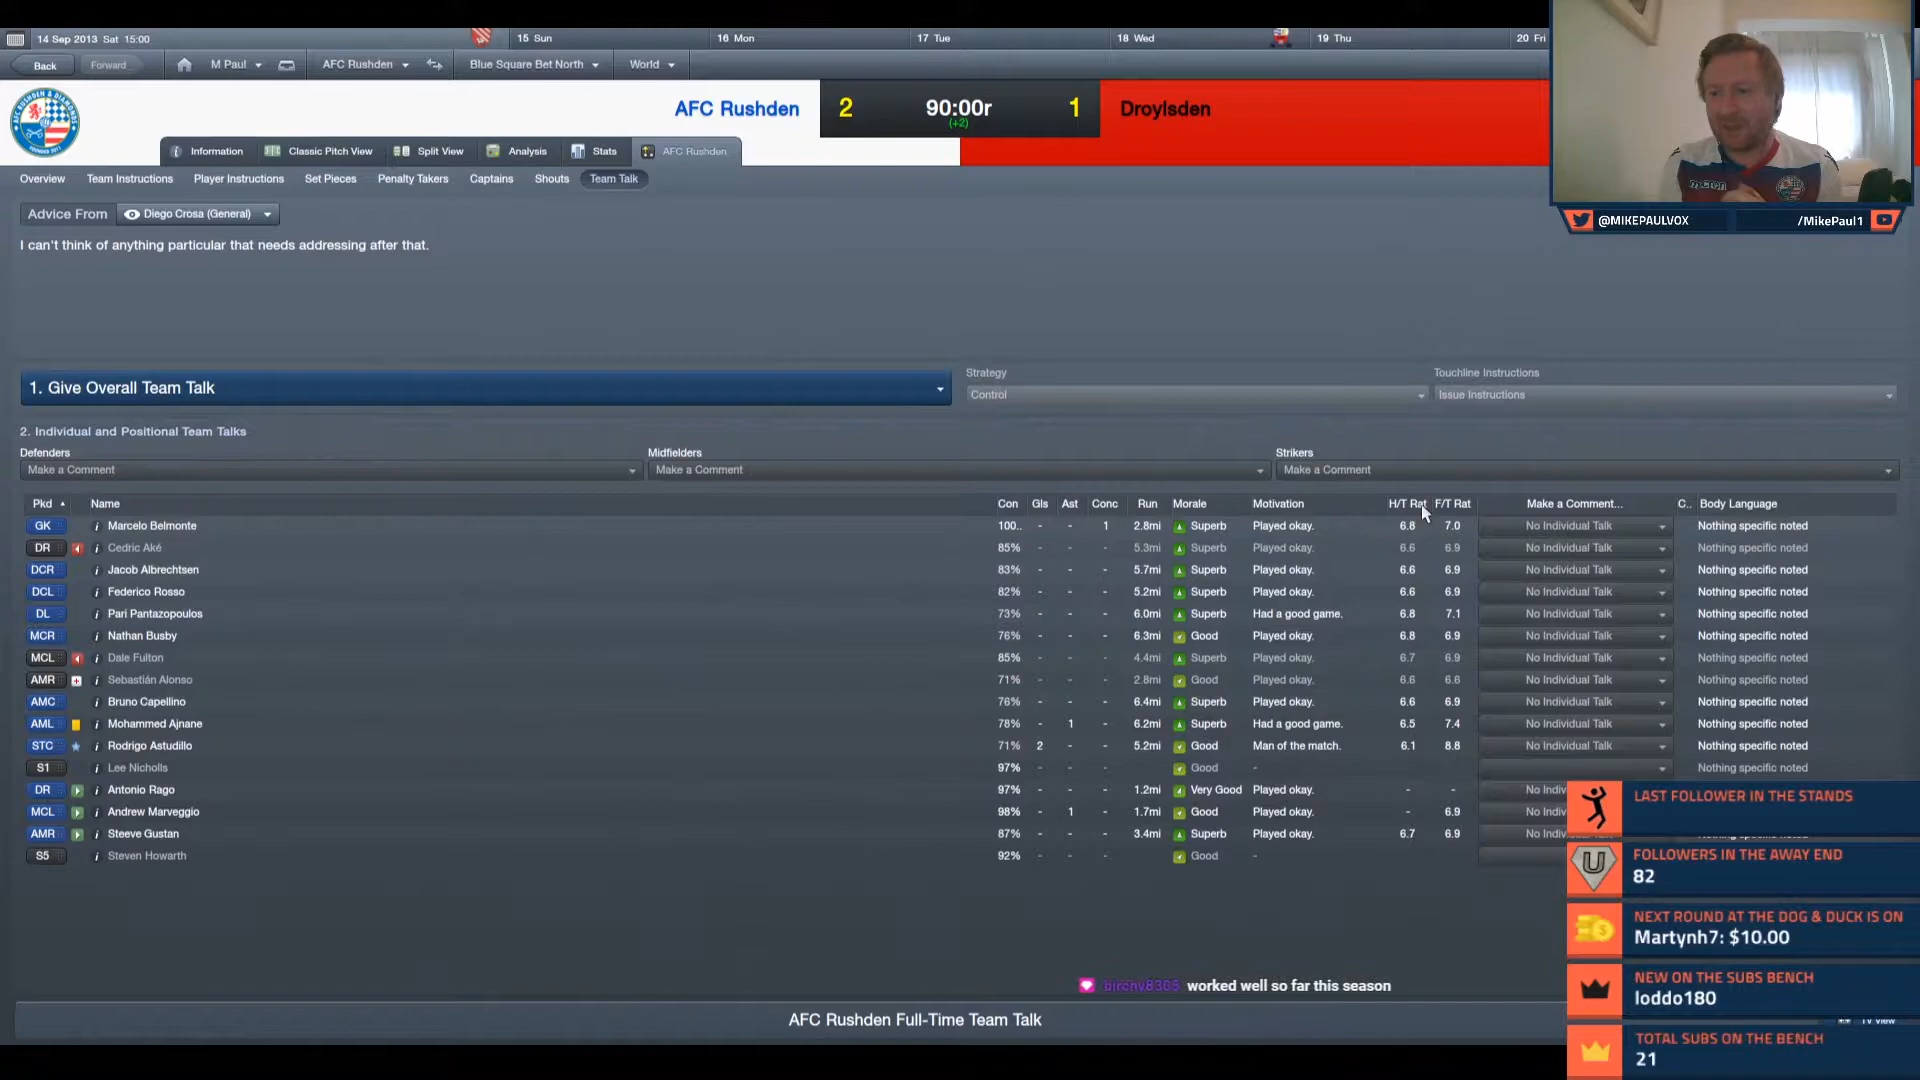 14 Sep 2013 Sat 15:00
15 Sun
16 Mon
17 Tue
18 Wed
19 Thu
20 Fri
Back
Forward
M Paul
AFC Rushden
Blue Square Bet North
World
AFC Rushden
2
90:00r
(+2)
1
Droylsden
Information
Classic Pitch View
Split View
Analysis
Stats
AFC Rushden
@MIKEPAULVOX
/MikePaul1
Overview
Team Instructions
Player Instructions
Set Pieces
Penalty Takers
Captains
Shouts
Team Talk
Advice From
Diego Crosa (General)
I can't think of anything particular that needs addressing after that.
1. Give Overall Team Talk
Strategy
Control
Touchline Instructions
Issue Instructions
2. Individual and Positional Team Talks
Defenders
Make a Comment
Midfielders
Make a Comment
Strikers
Make a Comment
Pkd Name Con Gls Ast Conc Run Morale Motivation H/T Rat F/T Rat Make a Comment... C.. Body Language
GK i Marcelo Belmonte 100.. - - 1 2.8mi Superb Played okay. 6.8 7.0 No Individual Talk Nothing specific noted
DR i Cedric Aké 85% - - - 5.3mi Superb Played okay. 6.6 6.9 No Individual Talk Nothing specific noted
DCR i Jacob Albrechtsen 83% - - - 5.7mi Superb Played okay. 6.6 6.9 No Individual Talk Nothing specific noted
DCL i Federico Rosso 82% - - - 5.2mi Superb Played okay. 6.6 6.9 No Individual Talk Nothing specific noted
DL i Pari Pantazopoulos 73% - - - 6.0mi Superb Had a good game. 6.8 7.1 No Individual Talk Nothing specific noted
MCR i Nathan Busby 76% - - - 6.3mi Good Played okay. 6.8 6.9 No Individual Talk Nothing specific noted
MCL i Dale Fulton 85% - - - 4.4mi Superb Played okay. 6.7 6.9 No Individual Talk Nothing specific noted
AMR i Sebastián Alonso 71% - - - 2.8mi Good Played okay. 6.6 6.6 No Individual Talk Nothing specific noted
AMC i Bruno Capellino 76% - - - 6.4mi Superb Played okay. 6.6 6.9 No Individual Talk Nothing specific noted
AML i Mohammed Ajnane 78% - 1 - 6.2mi Superb Had a good game. 6.5 7.4 No Individual Talk Nothing specific noted
STC i Rodrigo Astudillo 71% 2 - - 5.2mi Good Man of the match. 6.1 8.8 No Individual Talk Nothing specific noted
S1 i Lee Nicholls 97% - - - Good - Nothing specific noted
DR i Antonio Rago 97% - - - 1.2mi Very Good Played okay. - - No Indiv
MCL i Andrew Marveggio 98% - 1 - 1.7mi Good Played okay. - 6.9 No Indiv
AMR i Steeve Gustan 87% - - - 3.4mi Superb Played okay. 6.7 6.9 No Indiv
S5 i Steven Howarth 92% - - - Good -
LAST FOLLOWER IN THE STANDS
FOLLOWERS IN THE AWAY END
82
NEXT ROUND AT THE DOG & DUCK IS ON
Martynh7: $10.00
NEW ON THE SUBS BENCH
loddo180
TOTAL SUBS ON THE BENCH
21
worked well so far this season
AFC Rushden Full-Time Team Talk
TV View